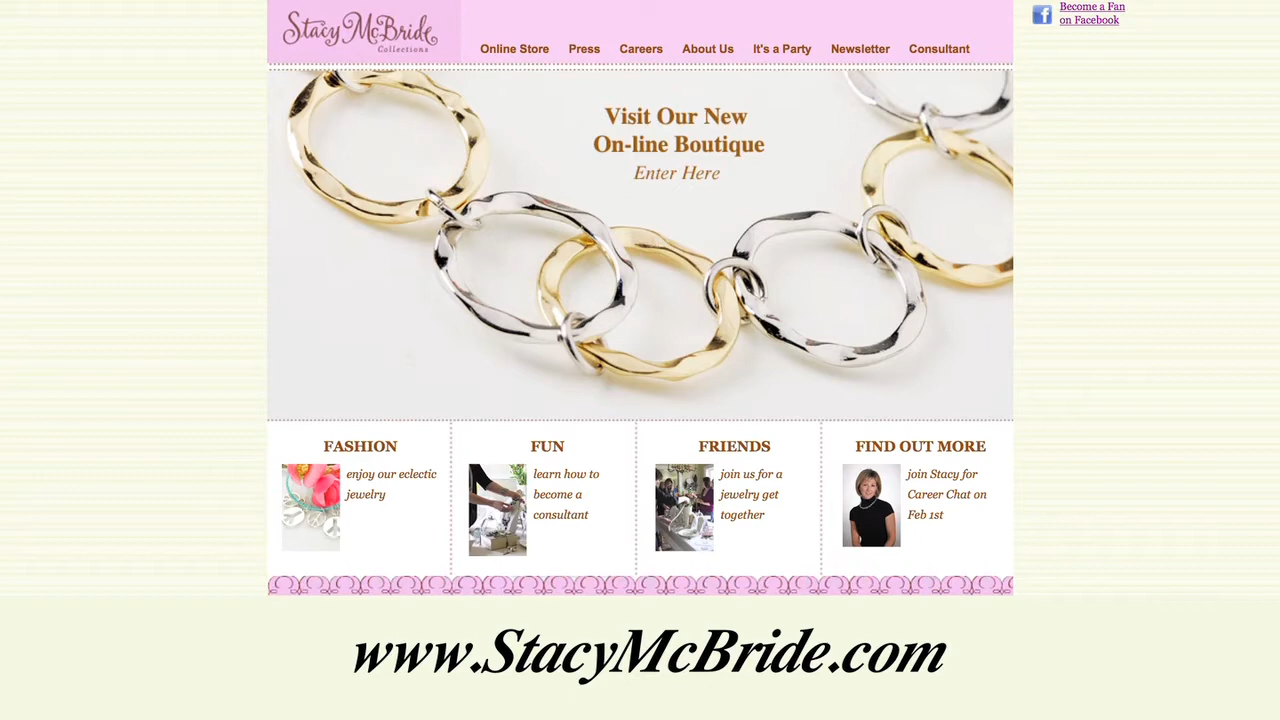 Become a Fan
on Facebook
Stacy McBride
Collections
Online Store Press Careers About Us It's a Party Newsletter Consultant
Visit Our New
On-line Boutique
Enter Here
FASHION
enjoy our eclectic
jewelry
FUN
learn how to
become a
consultant
FRIENDS
join us for a
jewelry get
together
FIND OUT MORE
join Stacy for
Career Chat on
Feb 1st
www.StacyMcBride.com